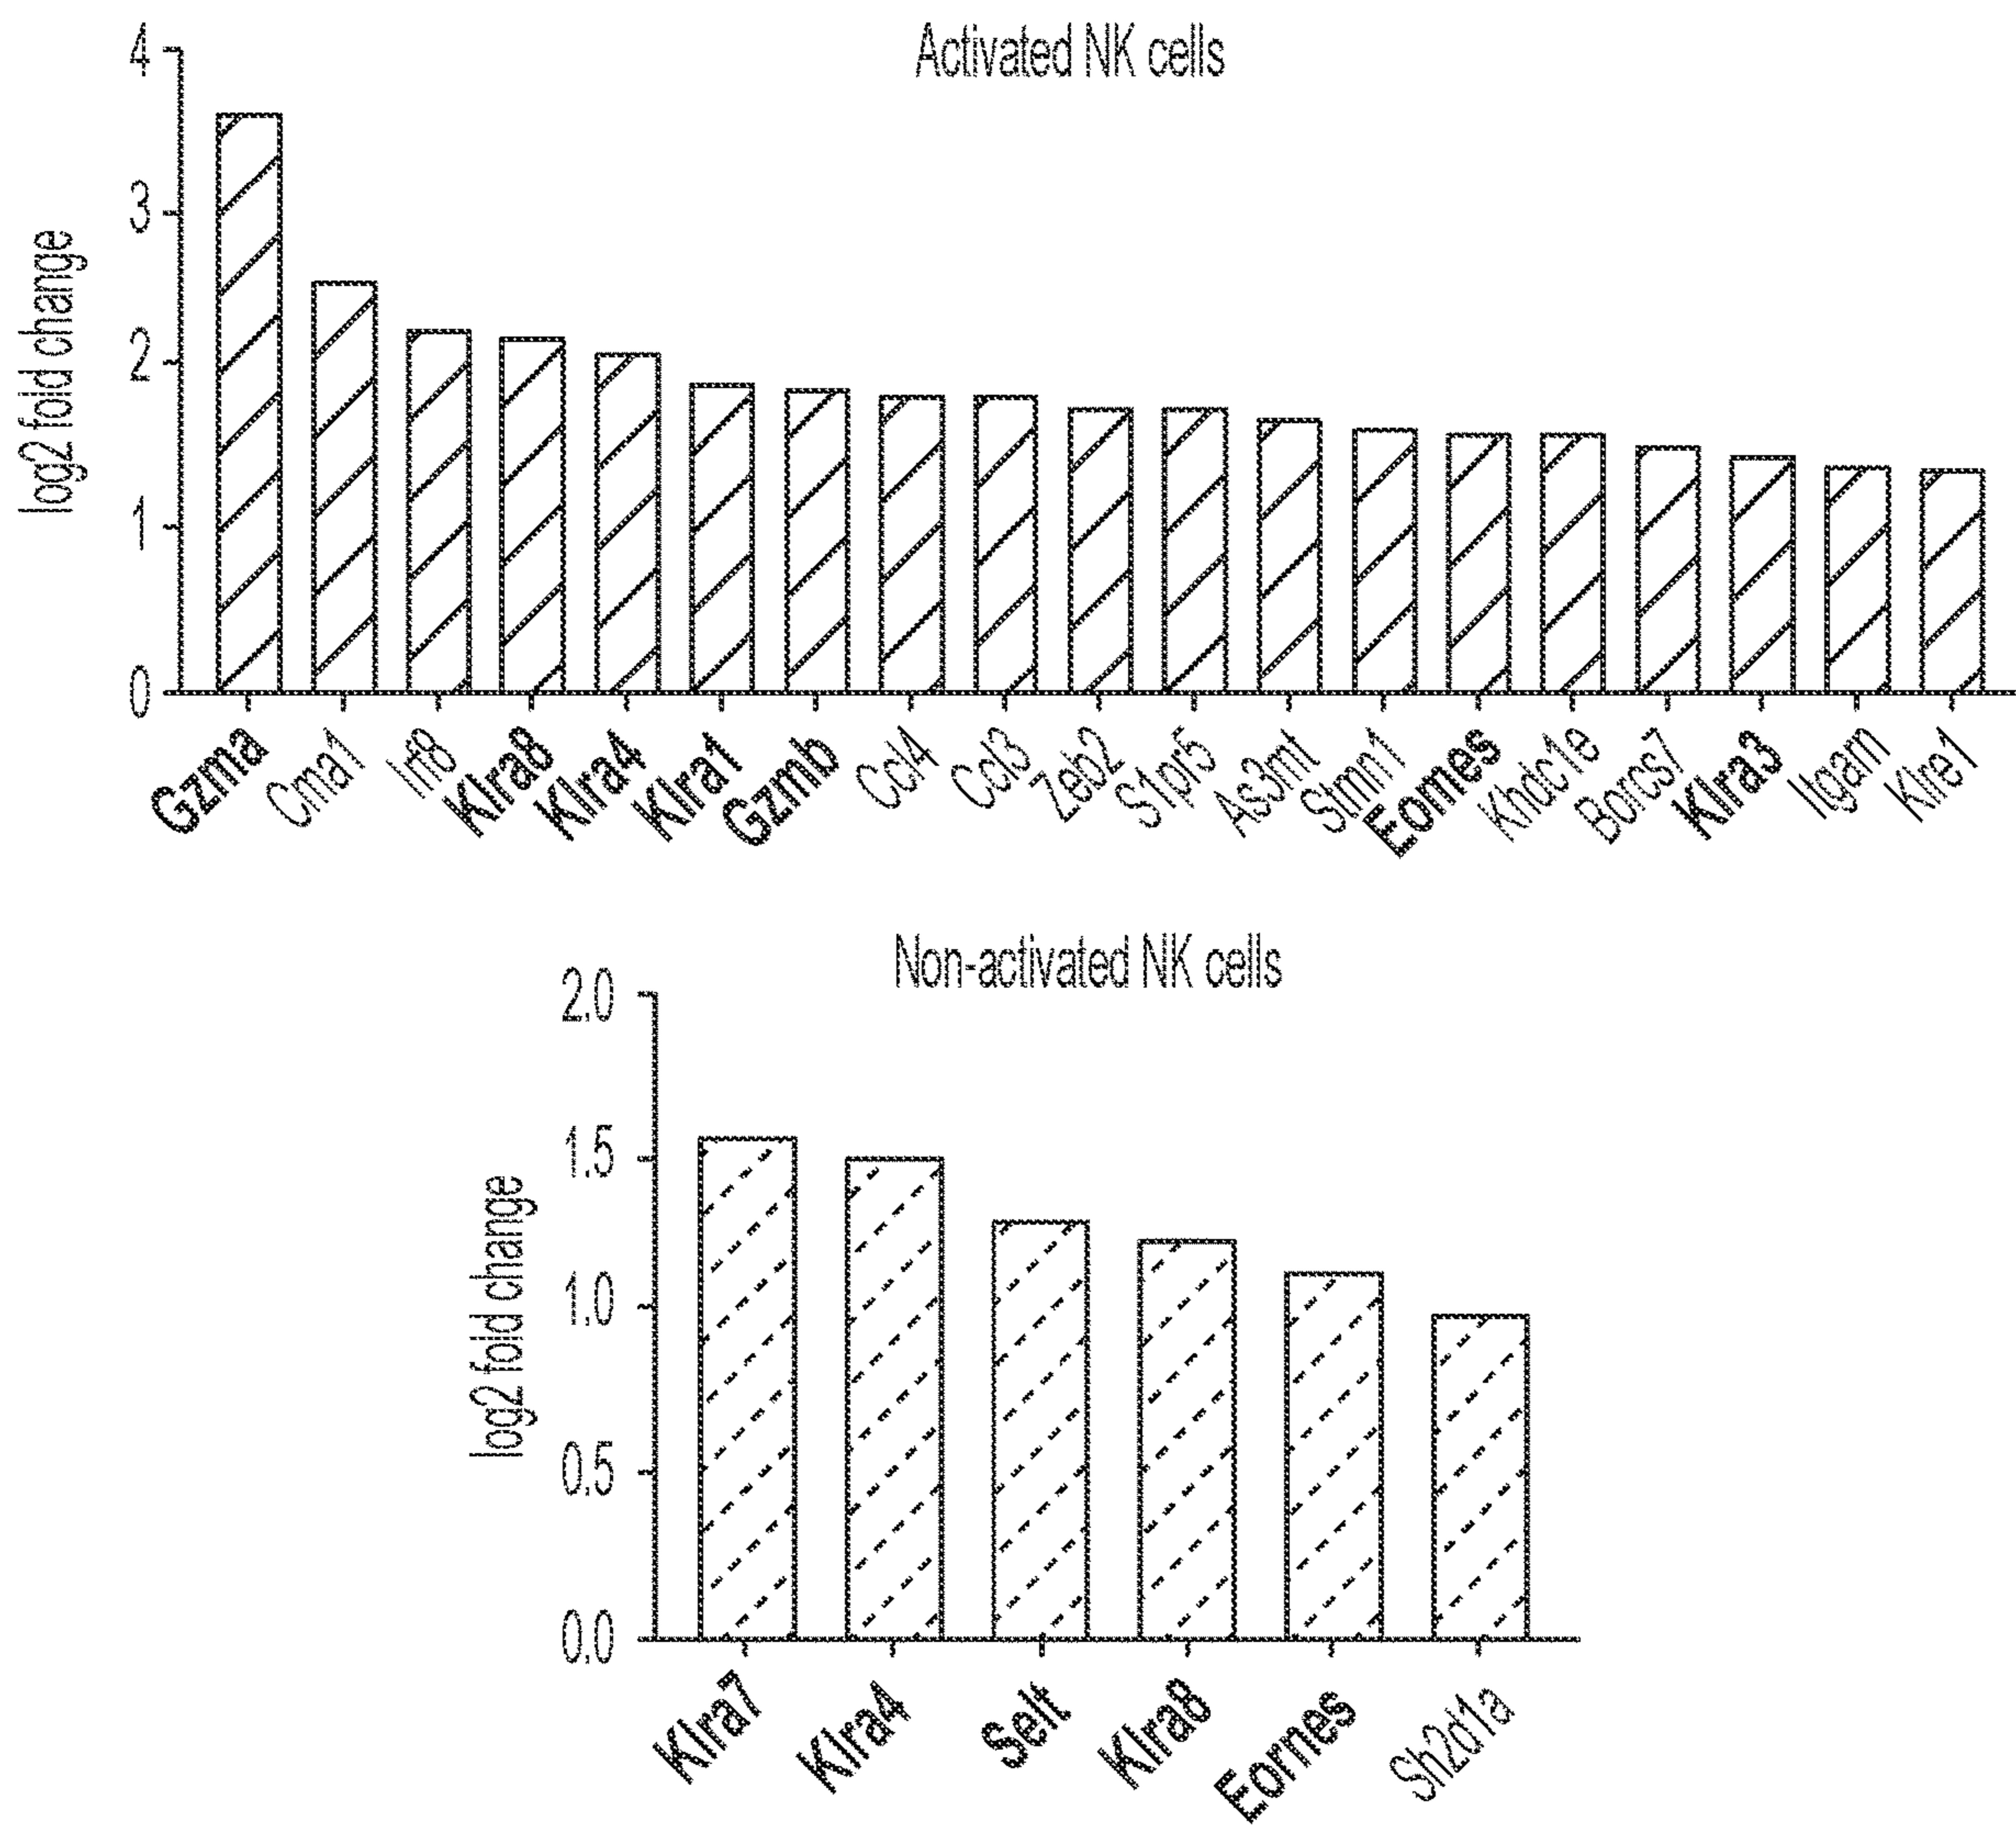 Activated NK cells
log2 fold change
4
3
2
1
0
Gzma
Cma1
Irf8
Klra8
Klra4
Klra1
Gzmb
Ccl4
Ccl3
Zeb2
S1pr5
As3mt
Stmn1
Eomes
Khdc1e
Borcs7
Klra3
Itgam
Klre1
Non-activated NK cells
log2 fold change
2.0
1.5
1.0
0.5
0.0
Klra7
Klra4
Selt
Klra8
Eomes
Sh2d1a